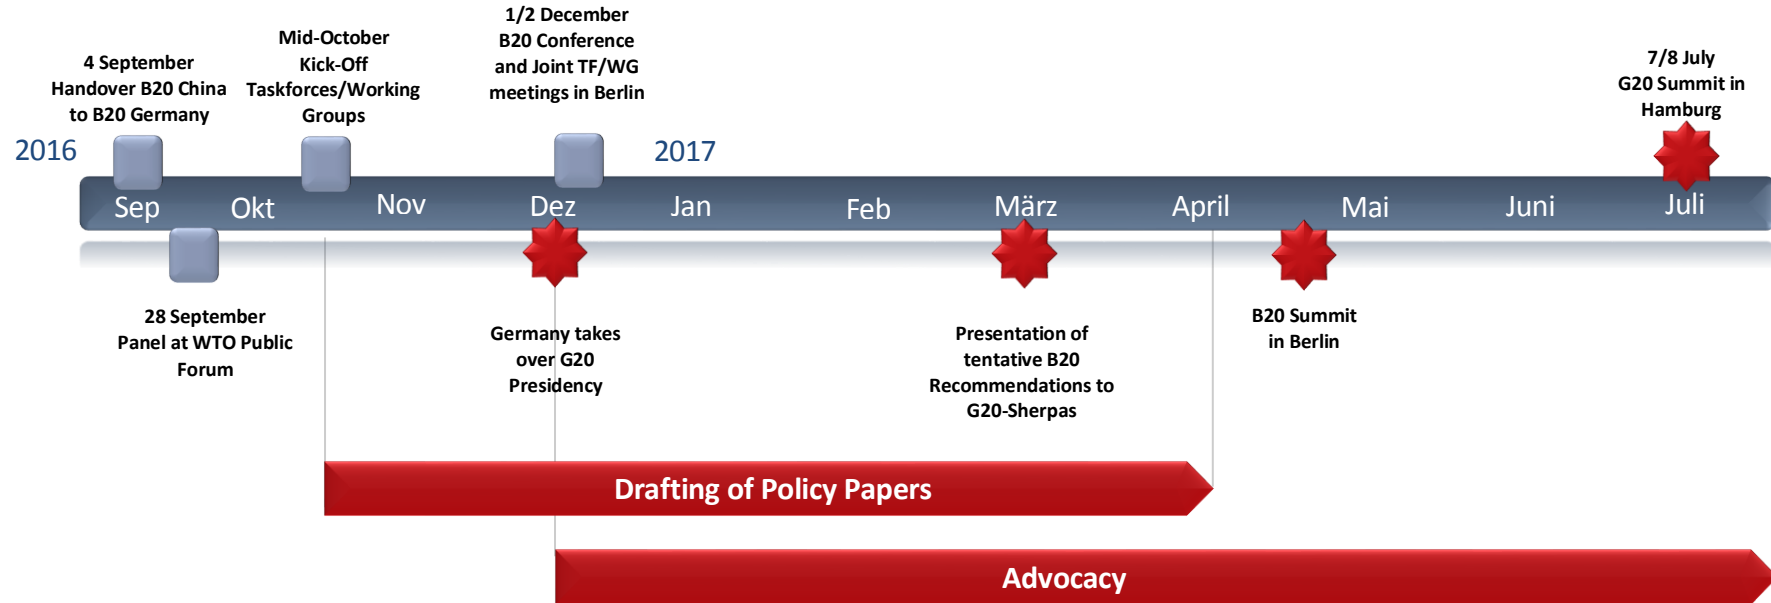 1/2 December
B20 Conference
and Joint TF/WG
meetings in Berlin
Mid-October
Kick-Off
Taskforces/Working
Groups
4 September
Handover B20 China
to B20 Germany
7/8 July
G20 Summit in
Hamburg
2016
2017
Sep
Okt
Nov
Dez
Jan
Feb
März
April
Mai
Juni
Juli
28 September
Panel at WTO Public
Forum
Germany takes
over G20
Presidency
Presentation of
tentative B20
Recommendations to
G20-Sherpas
B20 Summit
in Berlin
Drafting of Policy Papers
Advocacy